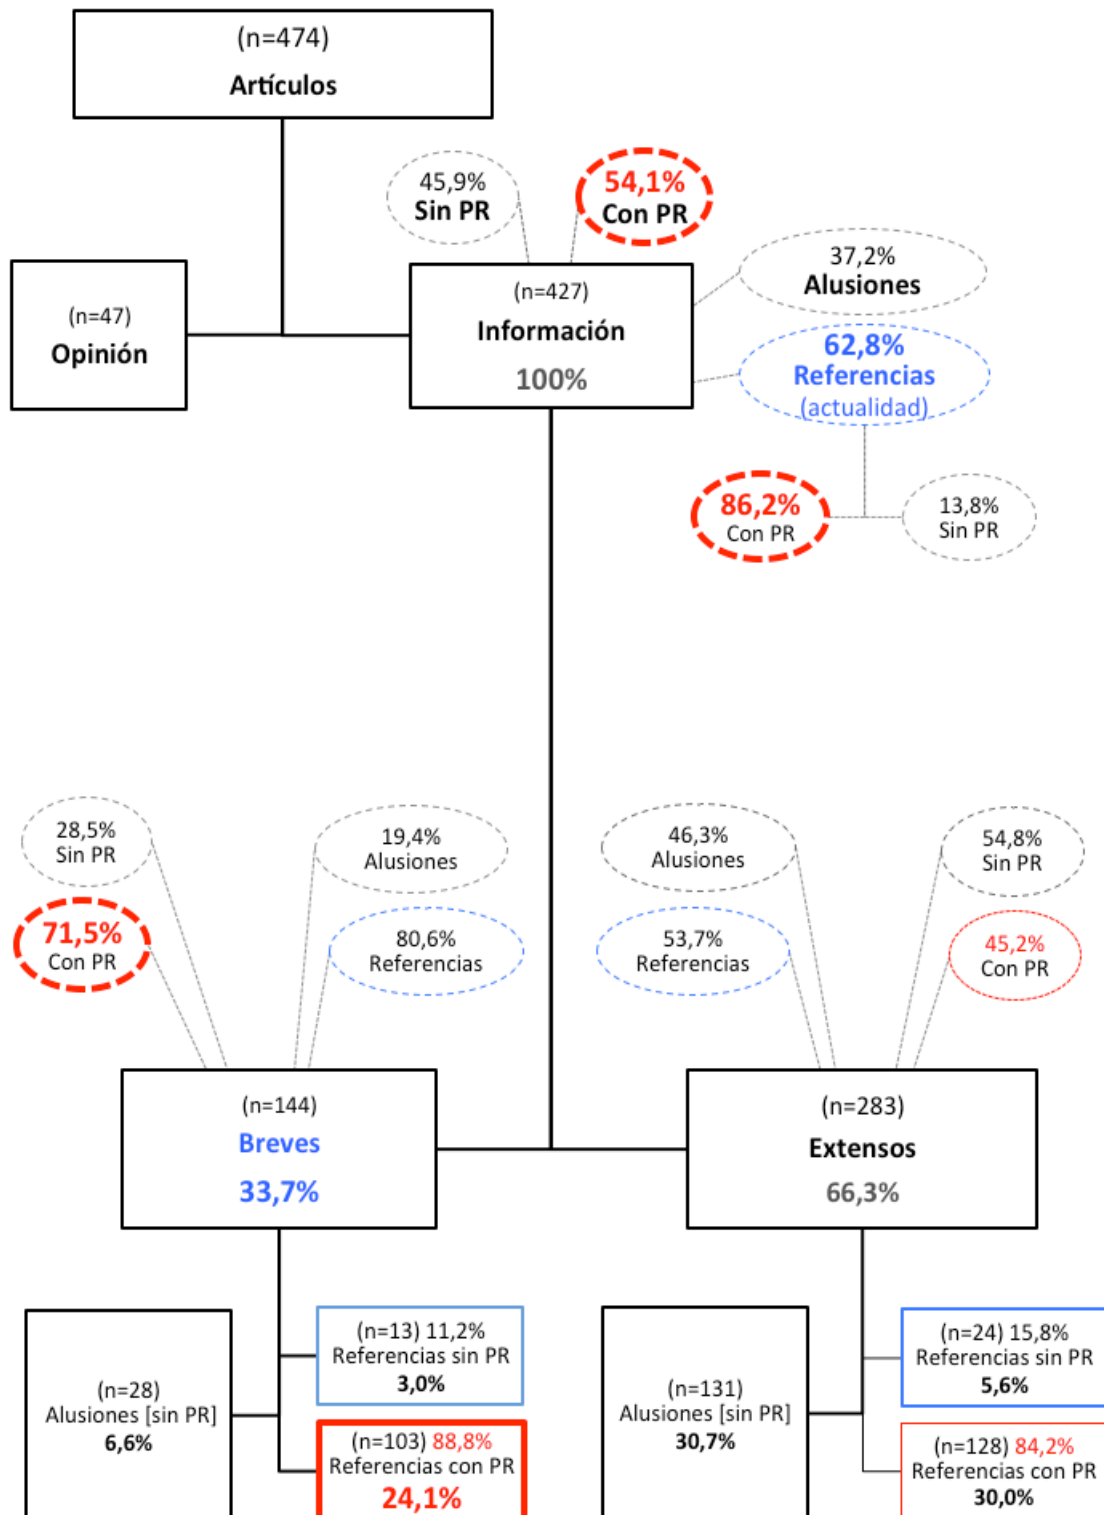 (n=474)
Artículos
45,9%
Sin PR
54,1%
Con PR
37,2%
Alusiones
(n=47)
Opinión
(n=427)
Información
100%
62,8%
Referencias
(actualidad)
86,2%
Con PR
13,8%
Sin PR
28,5%
Sin PR
19,4%
Alusiones
46,3%
Alusiones
54,8%
Sin PR
71,5%
Con PR
80,6%
Referencias
53,7%
Referencias
45,2%
Con PR
(n=144)
Breves
33,7%
(n=283)
Extensos
66,3%
(n=28)
Alusiones [sin PR]
6,6%
(n=13) 11,2%
Referencias sin PR
3,0%
(n=103) 88,8%
Referencias con PR
24,1%
(n=131)
Alusiones [sin PR]
30,7%
(n=24) 15,8%
Referencias sin PR
5,6%
(n=128) 84,2%
Referencias con PR
30,0%